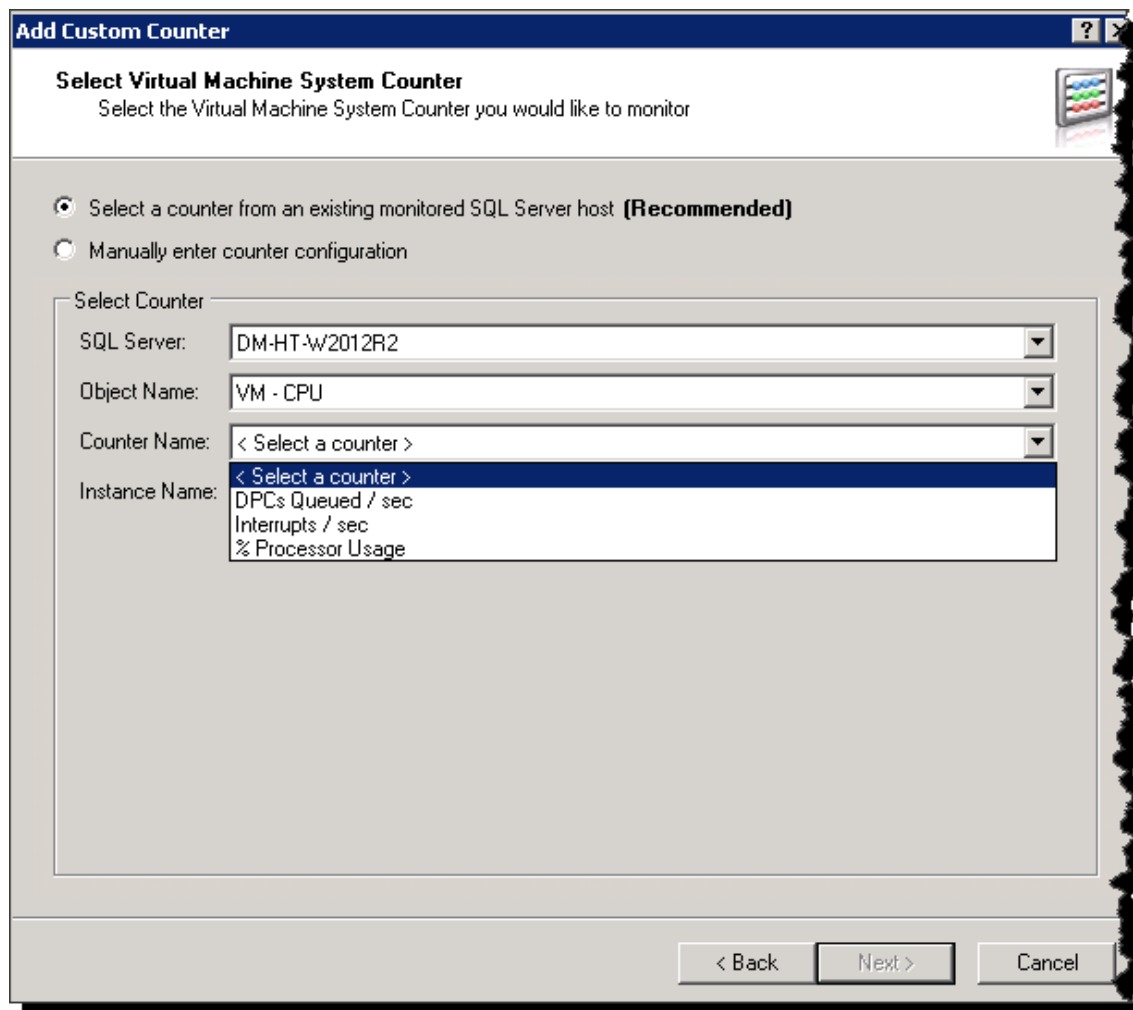 Add Custom Counter
?
Select Virtual Machine System Counter
Select the Virtual Machine System Counter you would like to monitor
Select a counter from an existing monitored SQL Server host (Recommended)
Manually enter counter configuration
Select Counter
SQL Server: DM-HT-W2012R2
Object Name: VM - CPU
Counter Name: < Select a counter >
Instance Name: < Select a counter >
DPCs Queued / sec
Interrupts / sec
% Processor Usage
< Back Next > Cancel